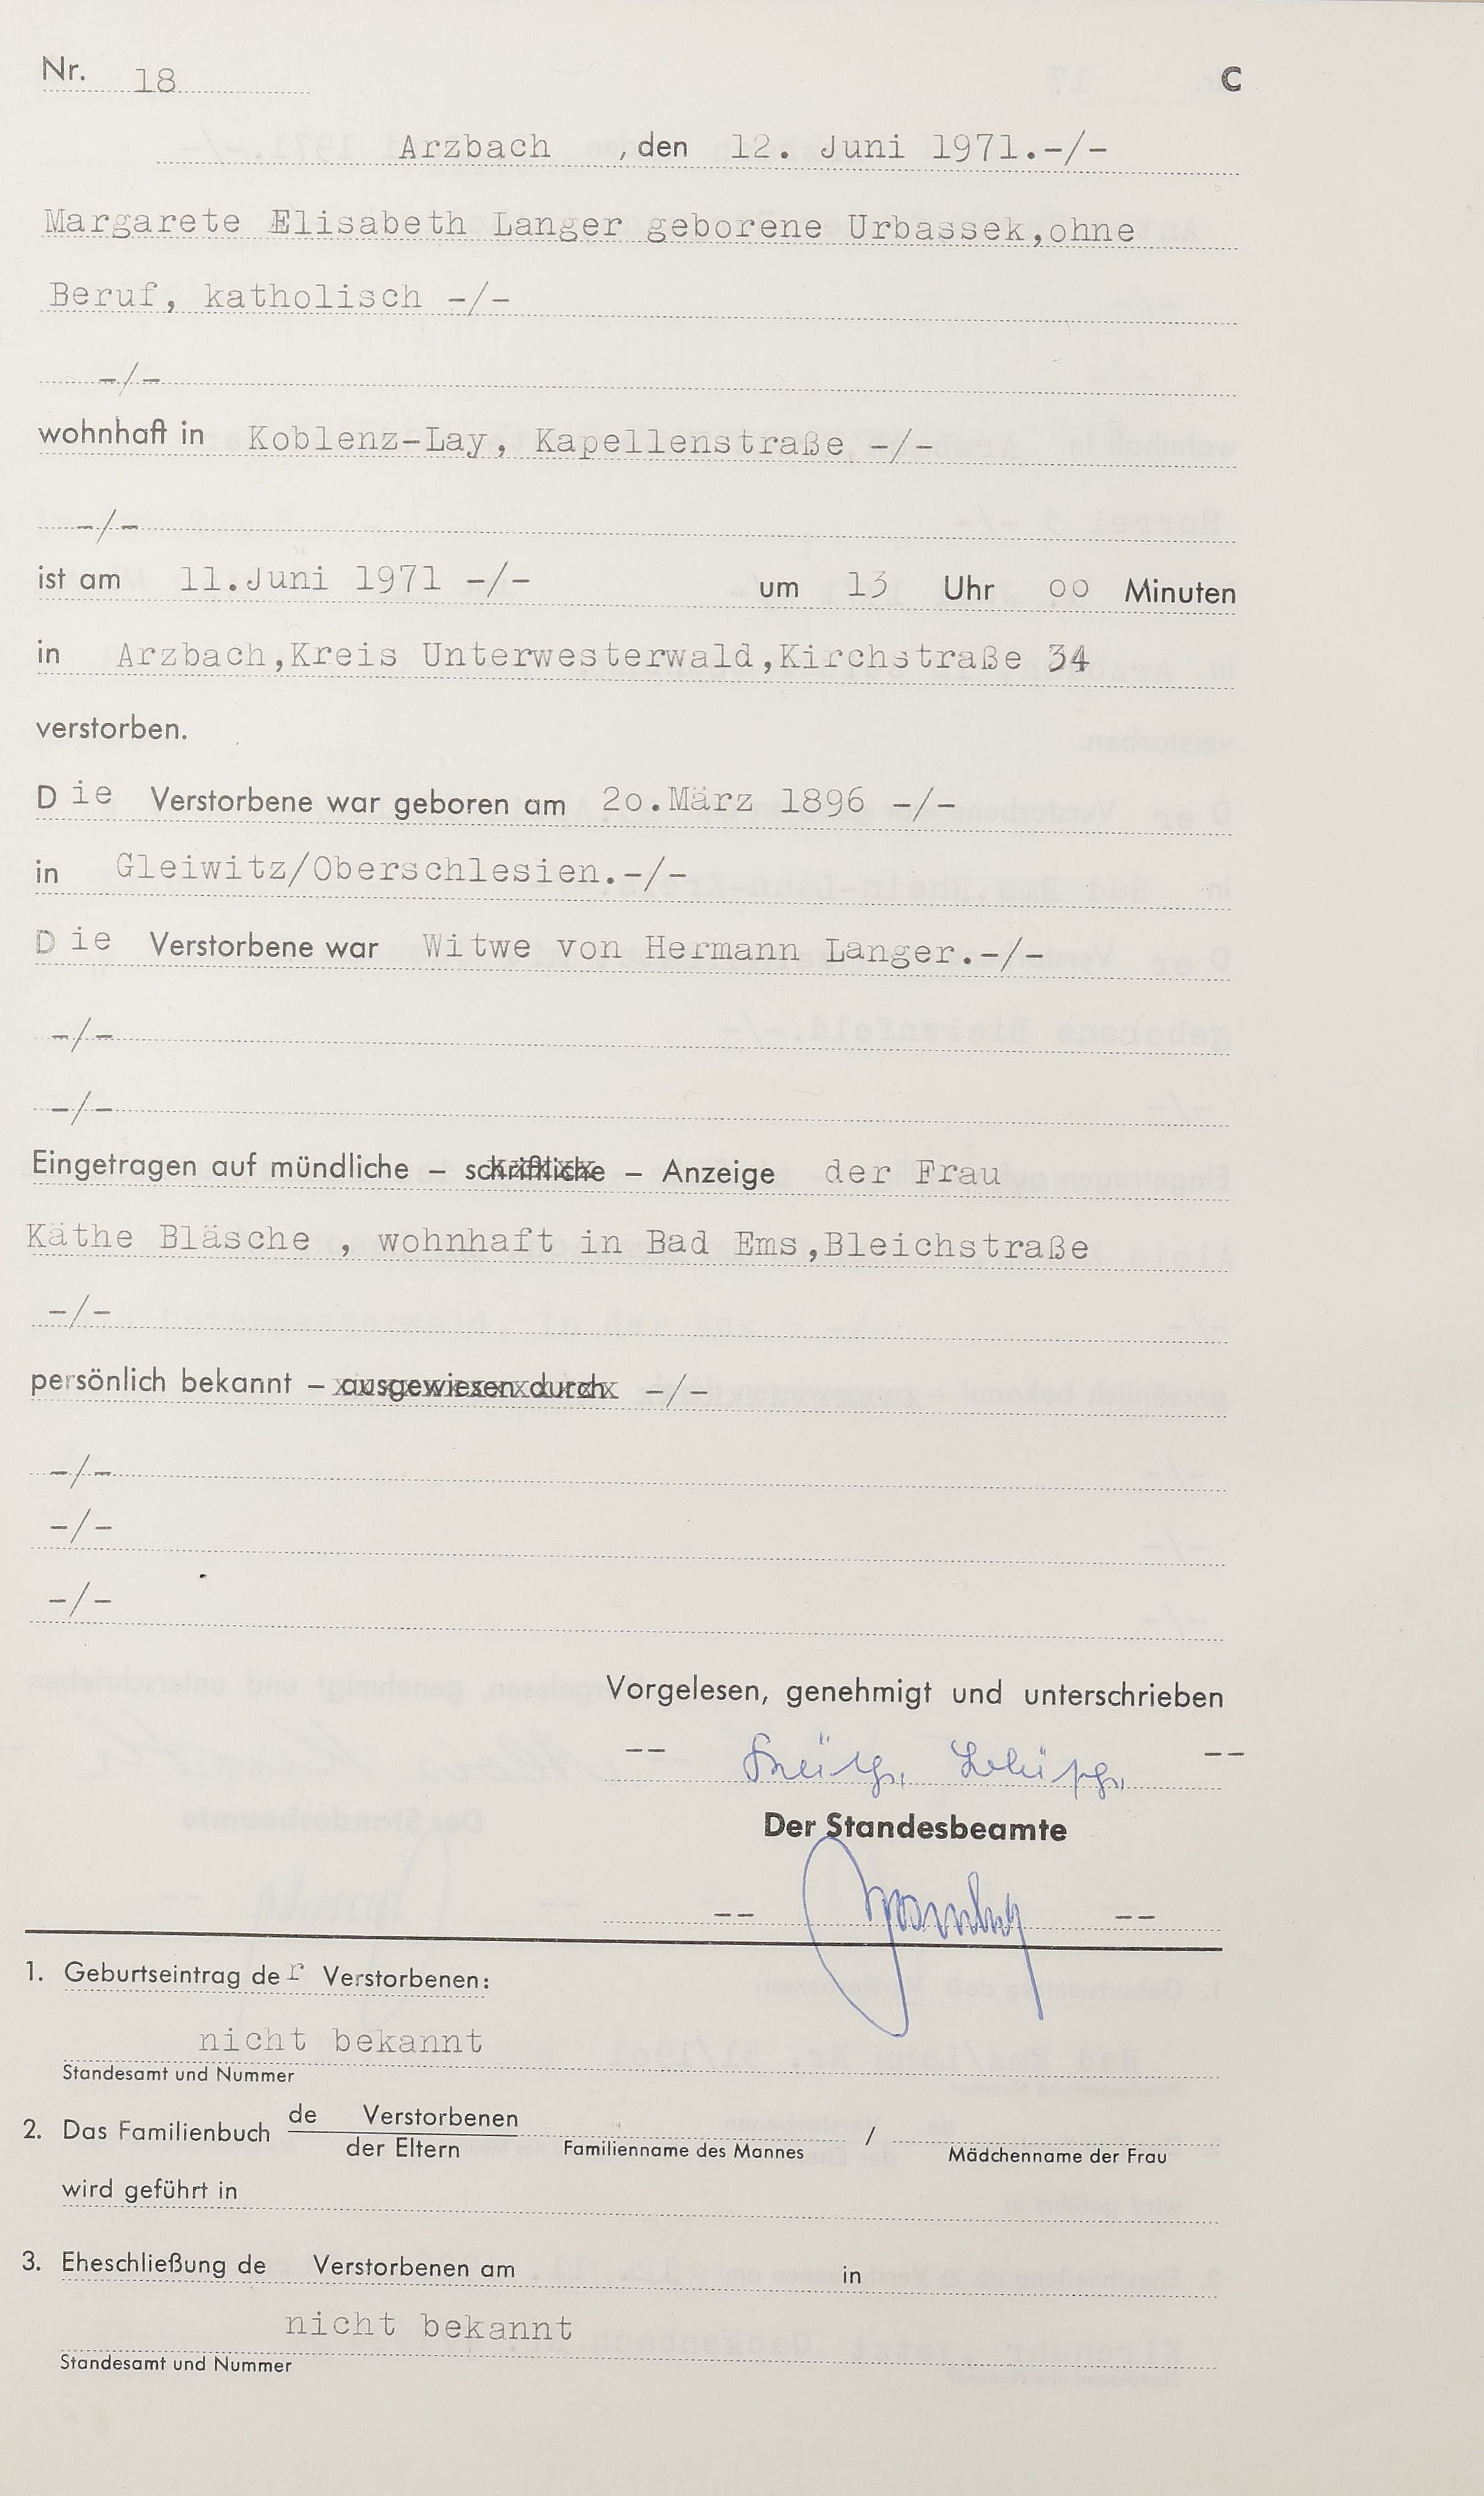 Nr. 18 C
Arzbach , den 12. Juni 1971.-/-
Margarete Elisabeth Langer geborene Urbassek,ohne
Beruf, katholisch -/-
-/-
wohnhaft in Koblenz-Lay, Kapellenstraße -/-
-/-
ist am 11.Juni 1971 -/- um 13 Uhr oo Minuten
in Arzbach,Kreis Unterwesterwald,Kirchstraße 34
verstorben.
Die Verstorbene war geboren am 2o.März 1896 -/-
in Gleiwitz/Oberschlesien.-/-
Die Verstorbene war Witwe von Hermann Langer.-/-
-/-
-/-
Eingetragen auf mündliche – schriftliche – Anzeige der Frau
Käthe Bläsche , wohnhaft in Bad Ems,Bleichstraße
-/-
persönlich bekannt – ausgewiesen durch -/-
-/-
-/-
-/-
Vorgelesen, genehmigt und unterschrieben
-- --
Der Standesbeamte
-- --
1. Geburtseintrag der Verstorbenen:
nicht bekannt
Standesamt und Nummer
2. Das Familienbuch de Verstorbenen
der Eltern Familienname des Mannes / Mädchenname der Frau
wird geführt in
3. Eheschließung de Verstorbenen am in
nicht bekannt
Standesamt und Nummer